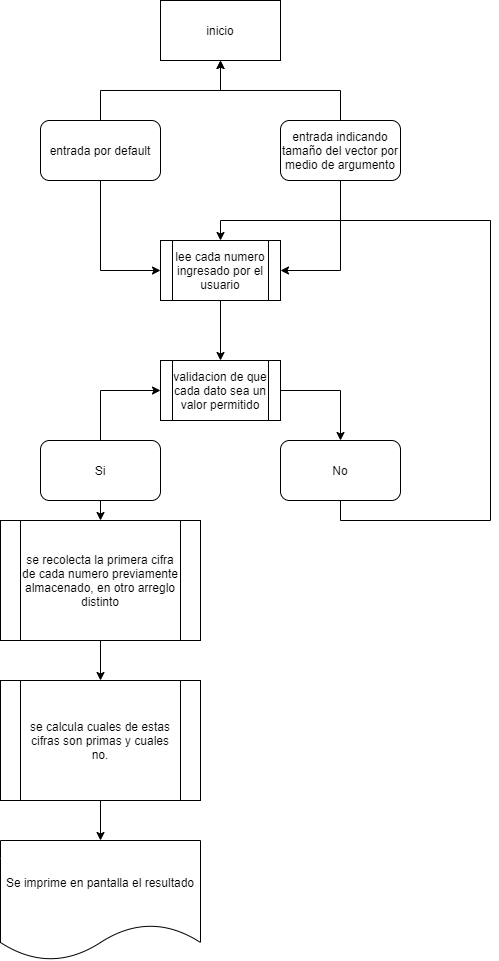 inicio
entrada por default
entrada indicando
tamaño del vector por
medio de argumento
lee cada numero
ingresado por el
usuario
validacion de que
cada dato sea un
valor permitido
Si
No
se recolecta la primera cifra
de cada numero previamente
almacenado, en otro arreglo
distinto
se calcula cuales de estas
cifras son primas y cuales
no.
Se imprime en pantalla el resultado